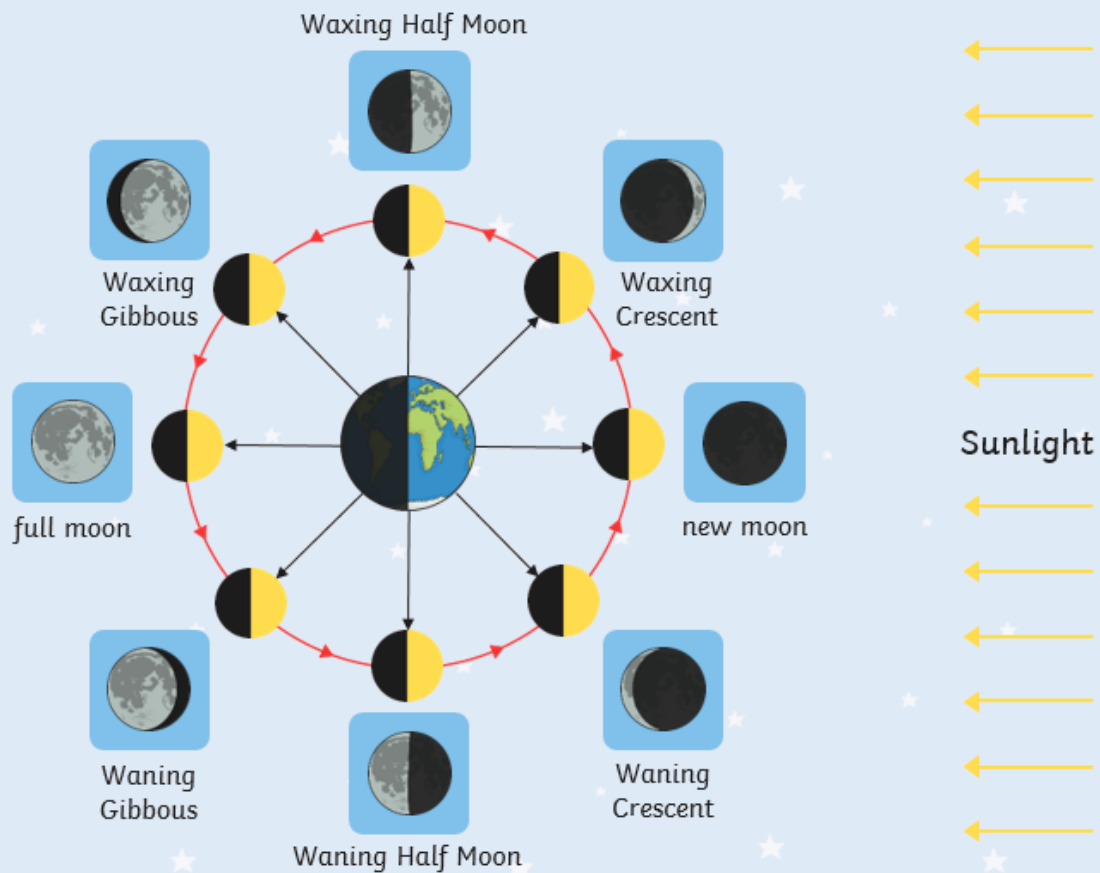 Waxing Half Moon
Waxing
Gibbous
Waxing
Crescent
full moon
new moon
Sunlight
Waning
Gibbous
Waning
Crescent
Waning Half Moon